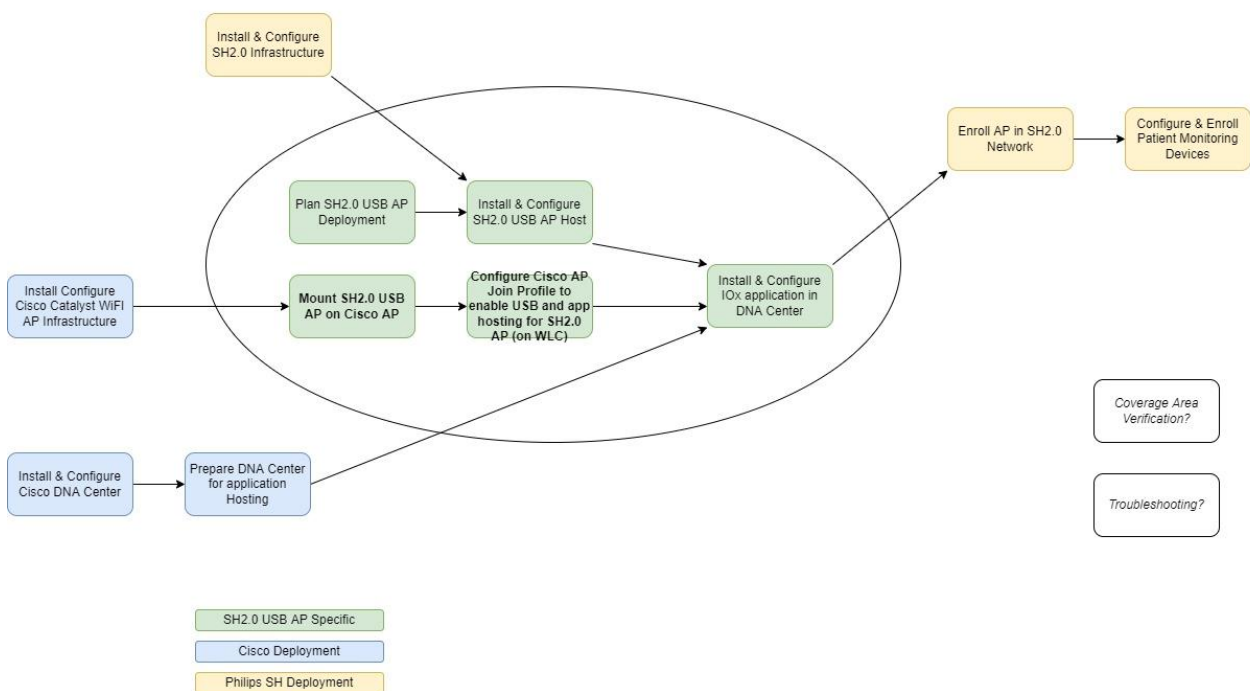 Install & Configure
SH2.0 Infrastructure
Enroll AP in SH2.0
Network
Configure & Enroll
Patient Monitoring
Devices
Plan SH2.0 USB AP
Deployment
Install & Configure
SH2.0 USB AP Host
Install Configure
Cisco Catalyst WiFI
AP Infrastructure
Mount SH2.0 USB
AP on Cisco AP
Configure Cisco AP
Join Profile to
enable USB and app
hosting for SH2.0
AP (on WLC)
Install & Configure
IOx application in
DNA Center
Coverage Area
Verification?
Install & Configure
Cisco DNA Center
Prepare DNA Center
for application
Hosting
Troubleshooting?
SH2.0 USB AP Specific
Cisco Deployment
Philips SH Deployment